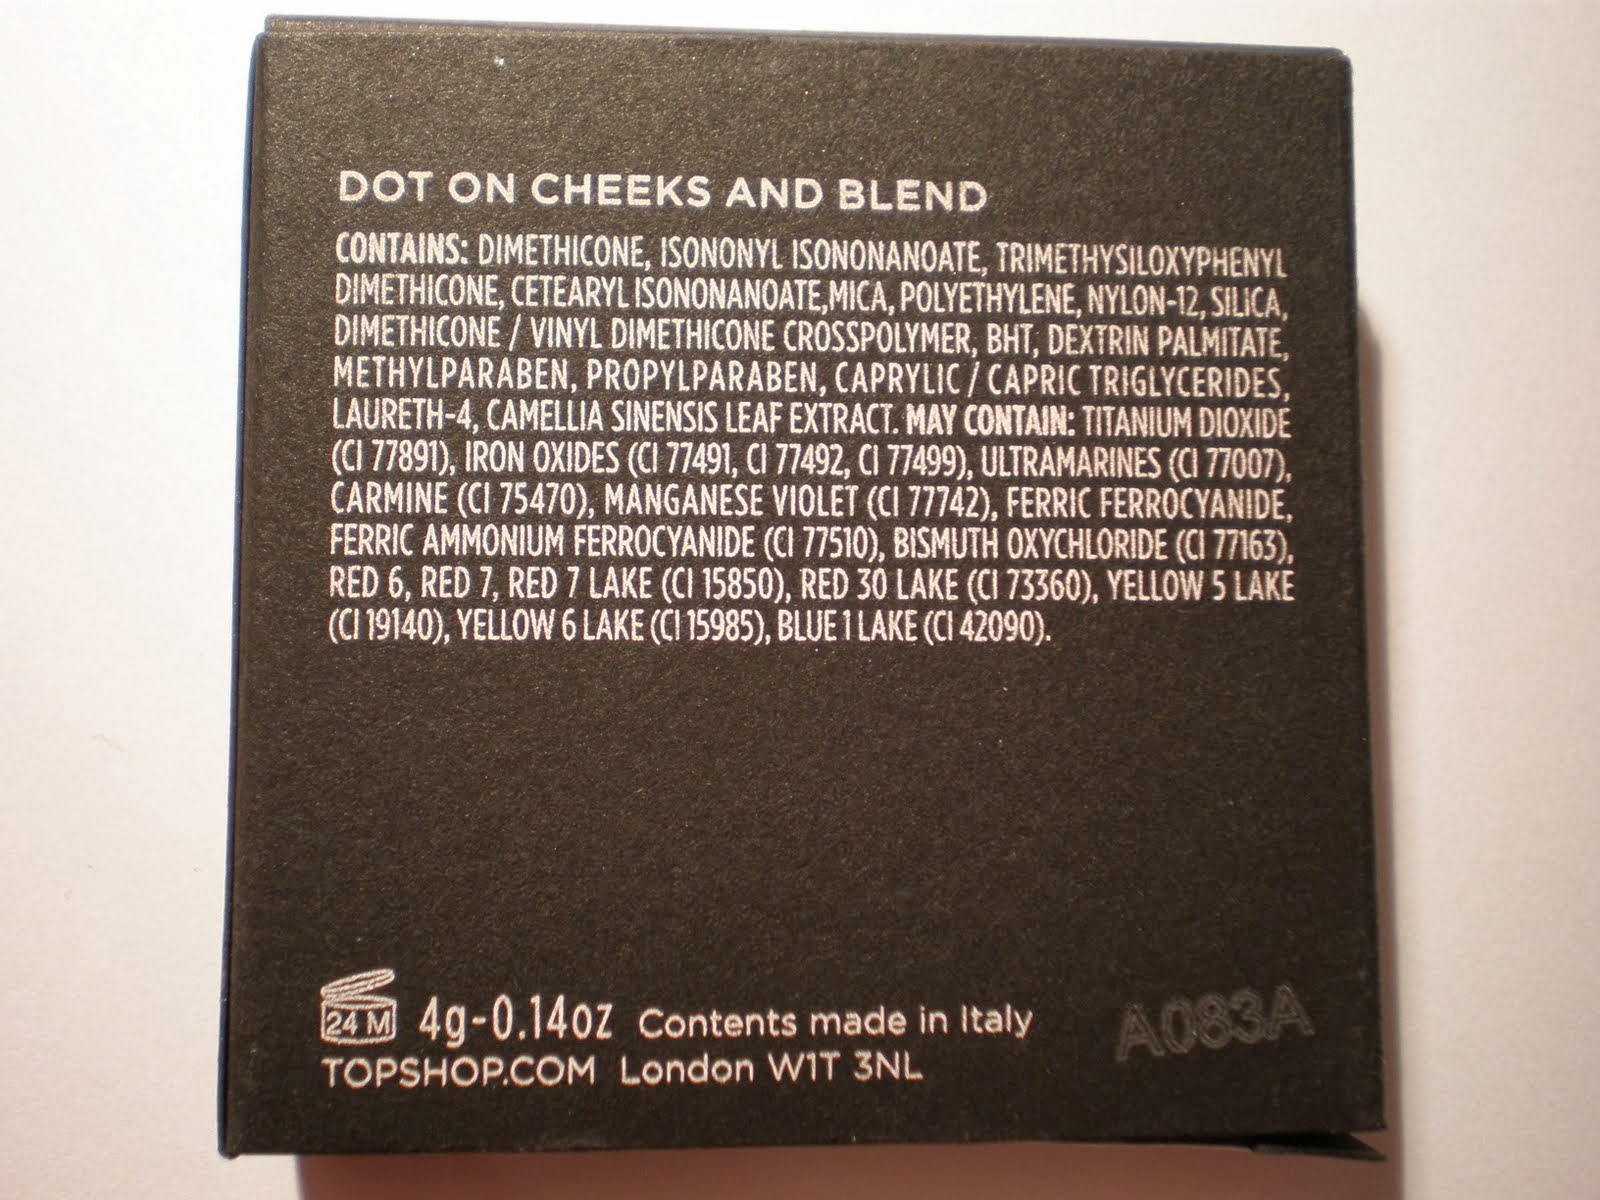 DOT ON CHEEKS AND BLEND
CONTAINS: DIMETHICONE, ISONONYL ISONONANOATE, TRIMETHYSILOXYPHENYL
DIMETHICONE, CETEARYL ISONONANOATE,MICA, POLYETHYLENE, NYLON-12, SILICA,
DIMETHICONE / VINYL DIMETHICONE CROSSPOLYMER, BHT, DEXTRIN PALMITATE,
METHYLPARABEN, PROPYLPARABEN, CAPRYLIC / CAPRIC TRIGLYCERIDES,
LAURETH-4, CAMELLIA SINENSIS LEAF EXTRACT. MAY CONTAIN: TITANIUM DIOXIDE
(CI 77891), IRON OXIDES (CI 77491, CI 77492, CI 77499), ULTRAMARINES (CI 77007),
CARMINE (CI 75470), MANGANESE VIOLET (CI 77742), FERRIC FERROCYANIDE,
FERRIC AMMONIUM FERROCYANIDE (CI 77510), BISMUTH OXYCHLORIDE (CI 77163),
RED 6, RED 7, RED 7 LAKE (CI 15850), RED 30 LAKE (CI 73360), YELLOW 5 LAKE
(CI 19140), YELLOW 6 LAKE (CI 15985), BLUE 1 LAKE (CI 42090).
24 M 4g-0.14oz Contents made in Italy
TOPSHOP.COM London W1T 3NL
A083A